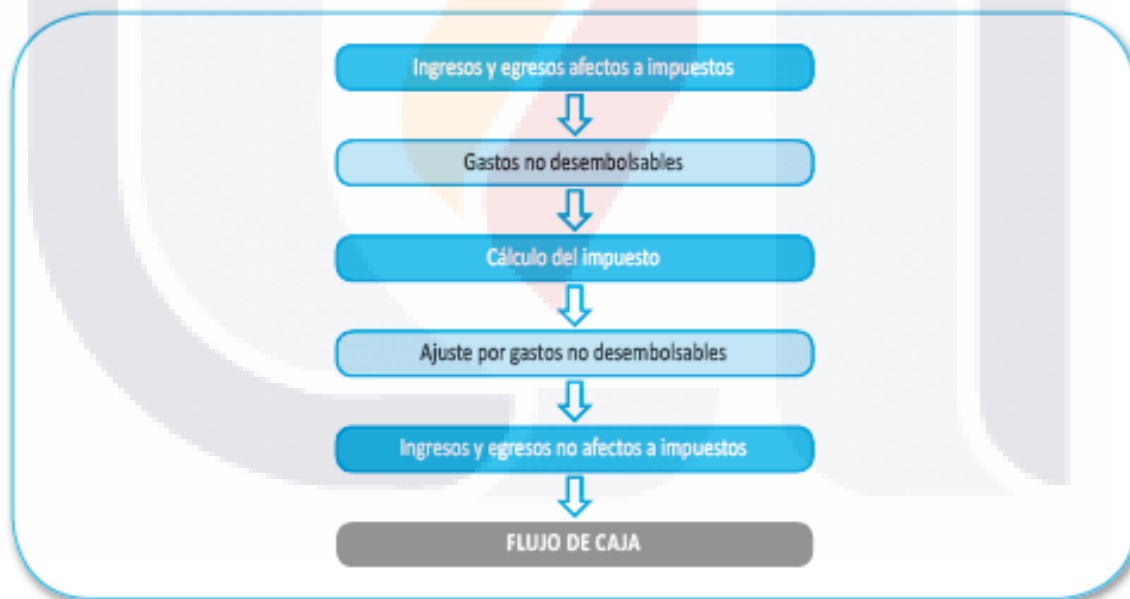 Ingresos y egresos afectos a impuestos
Gastos no desembolsables
Cálculo del impuesto
Ajuste por gastos no desembolsables
Ingresos y egresos no afectos a impuestos
FLUJO DE CAJA